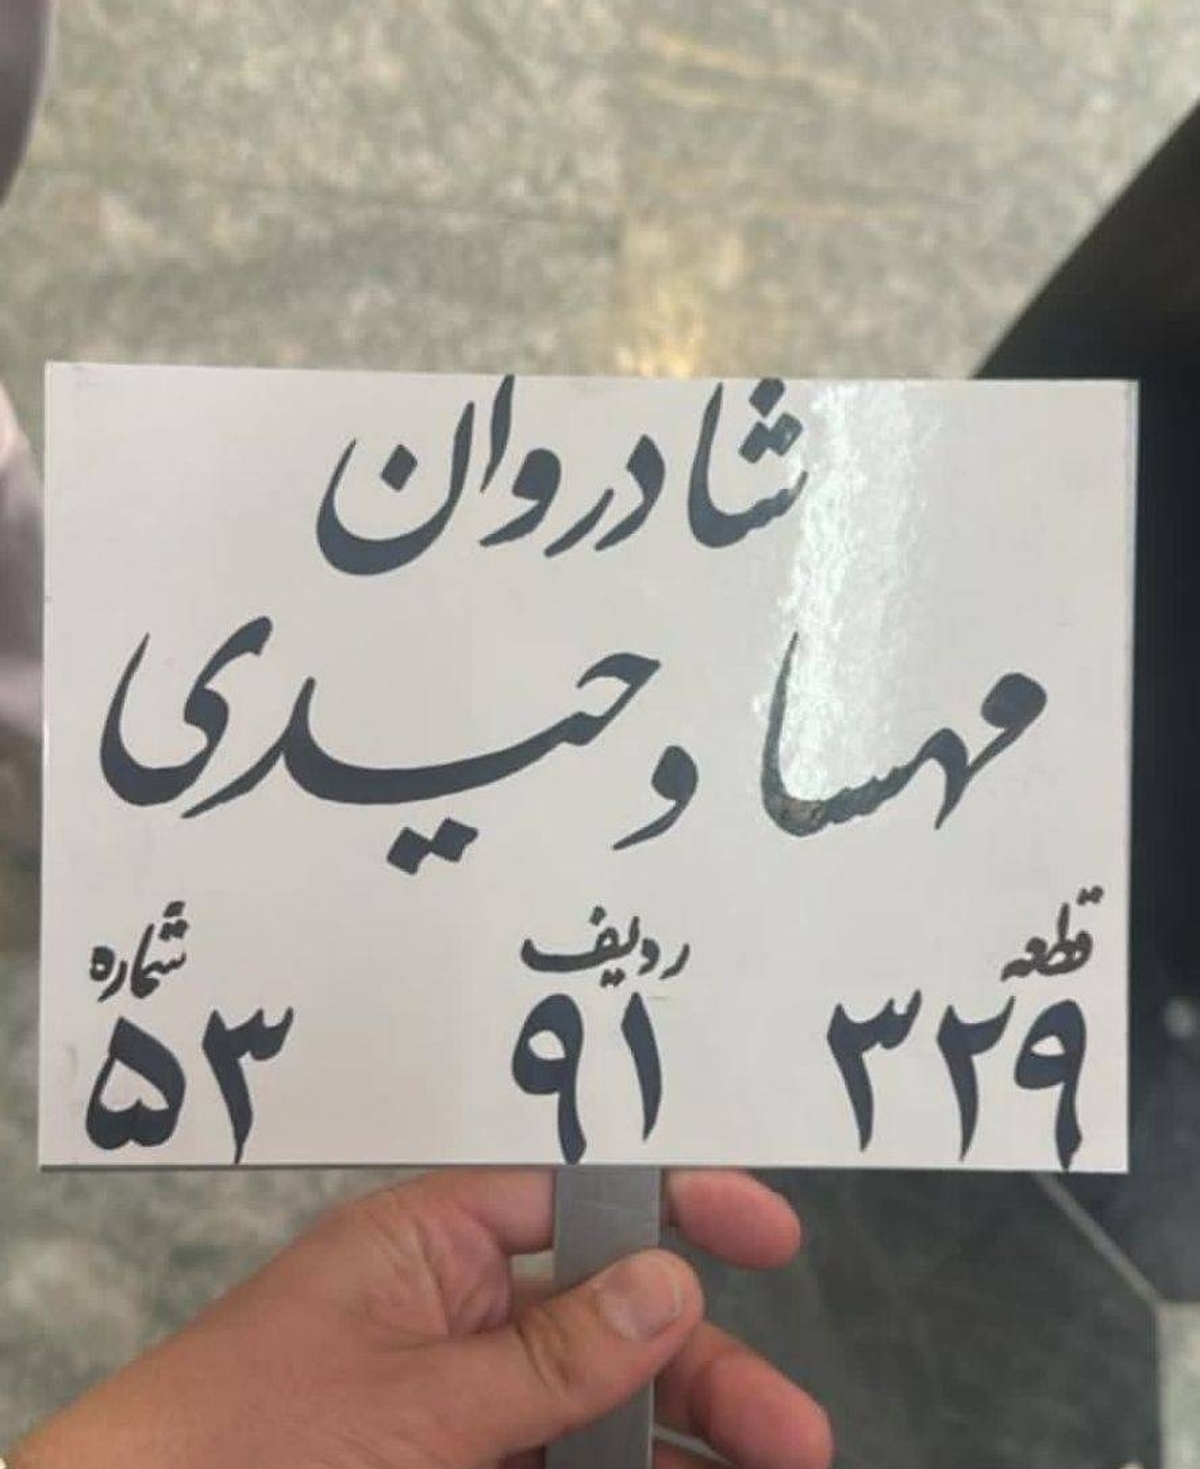 شادروان
مهسا وحیدی
قطعه ردیف شماره
۳۲۹ ۹۱ ۵۳